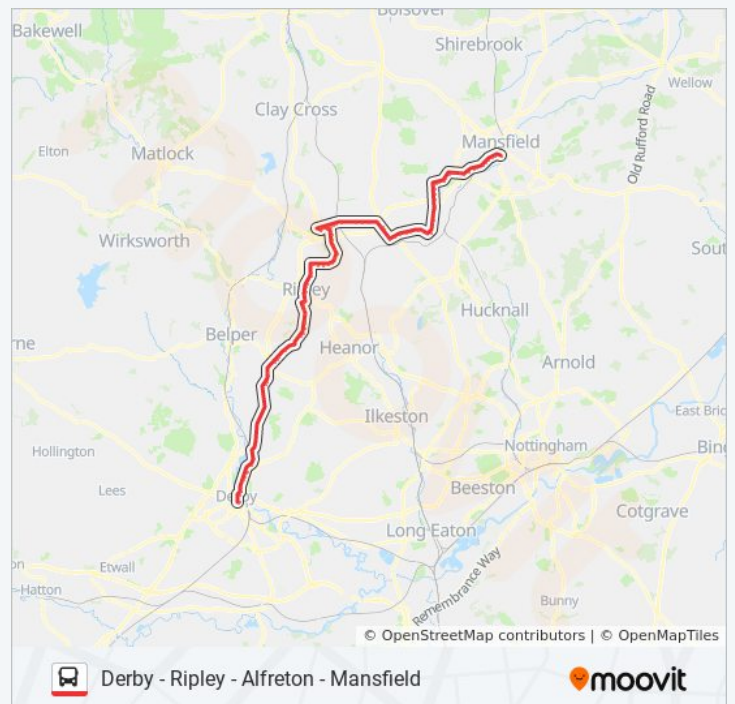 Bolsover
Bakewell
Shirebrook
Wellow
Clay Cross
Mansfield
Elton
Matlock
Old Rufford Road
Wirksworth
Sout
Ripley
Hucknall
Belper
rne
Heanor
Arnold
Ilkeston
East Brid
Hollington
Nottingham
Bin
Lees
Derby
Beeston
Cotgrave
Long Eaton
on
Etwall
Hatton
Remembrance Way
Bunny
© OpenStreetMap contributors | © OpenMapTiles
Derby - Ripley - Alfreton - Mansfield
moovit